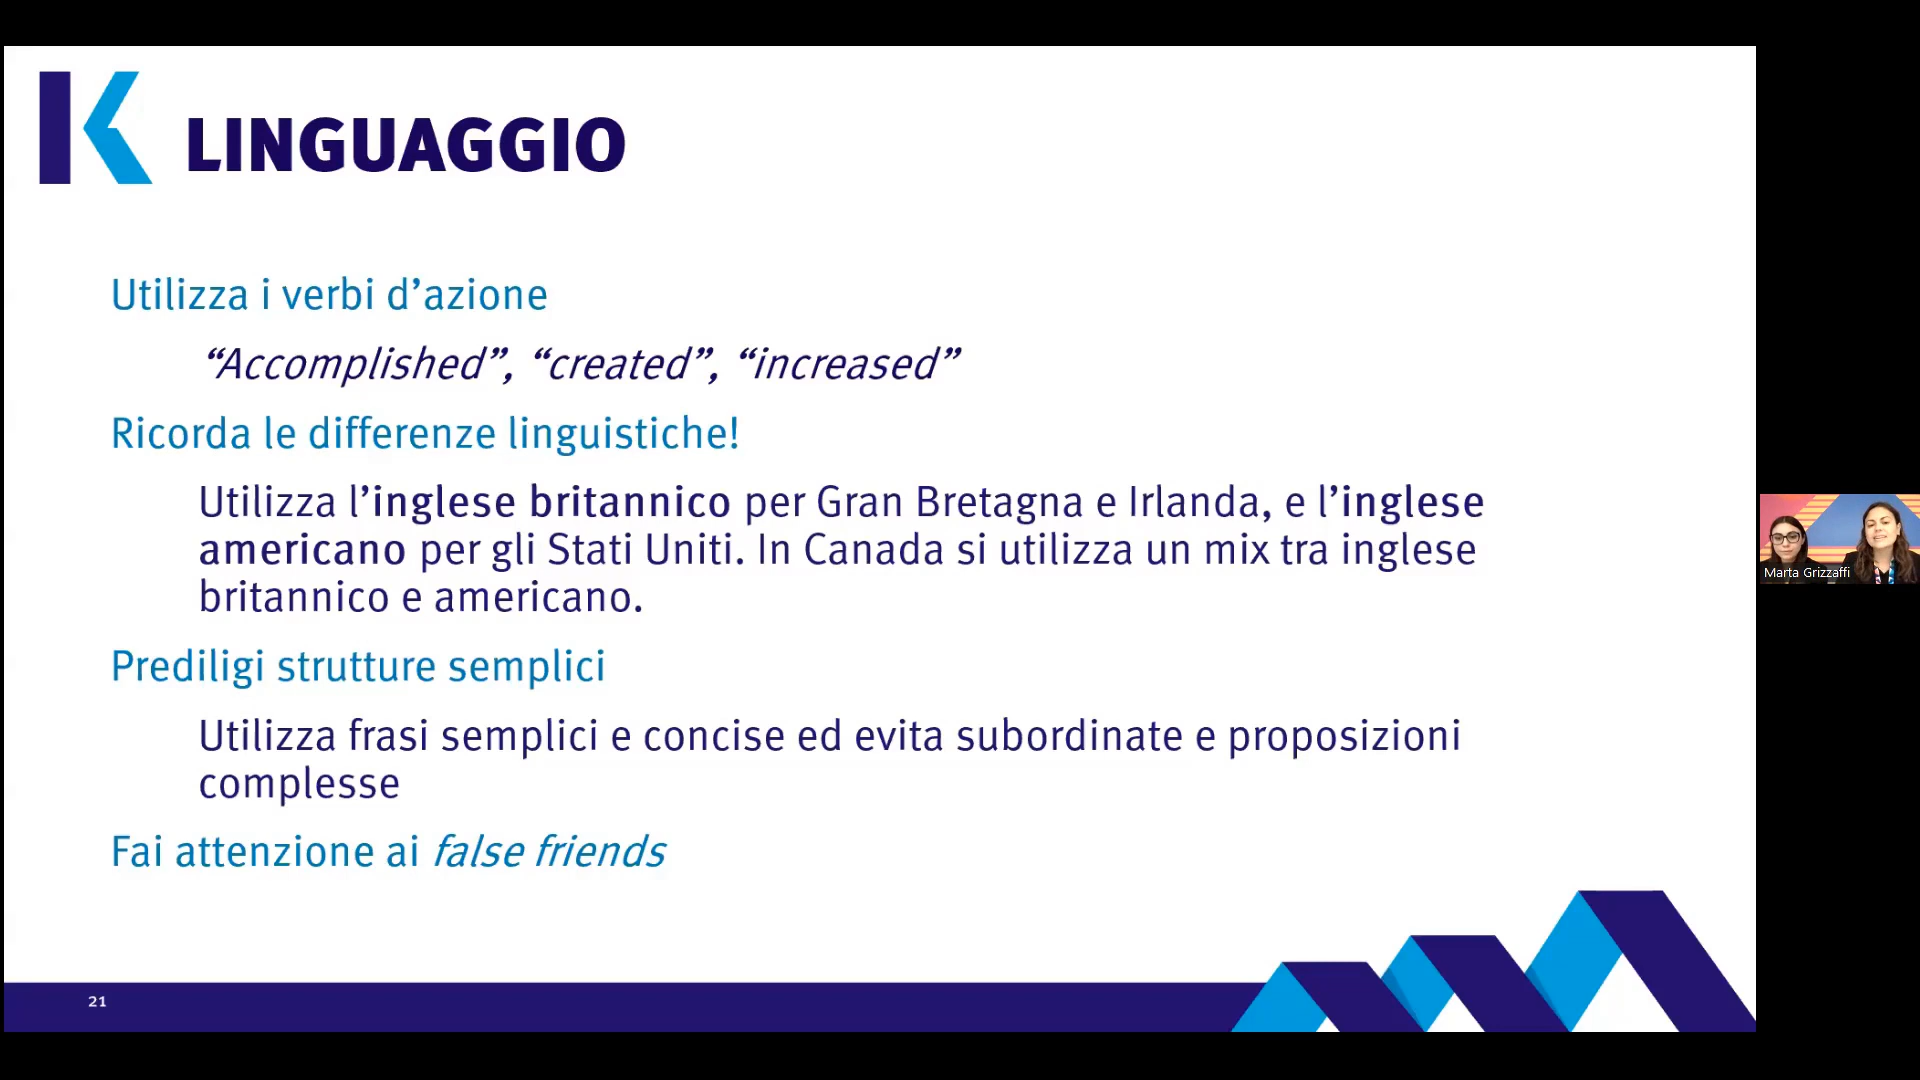 LINGUAGGIO
Utilizza i verbi d’azione
“Accomplished”, “created”, “increased”
Ricorda le differenze linguistiche!
Utilizza l’inglese britannico per Gran Bretagna e Irlanda, e l’inglese
americano per gli Stati Uniti. In Canada si utilizza un mix tra inglese
britannico e americano.
Prediligi strutture semplici
Utilizza frasi semplici e concise ed evita subordinate e proposizioni
complesse
Fai attenzione ai false friends
Marta Grizzaffi
21